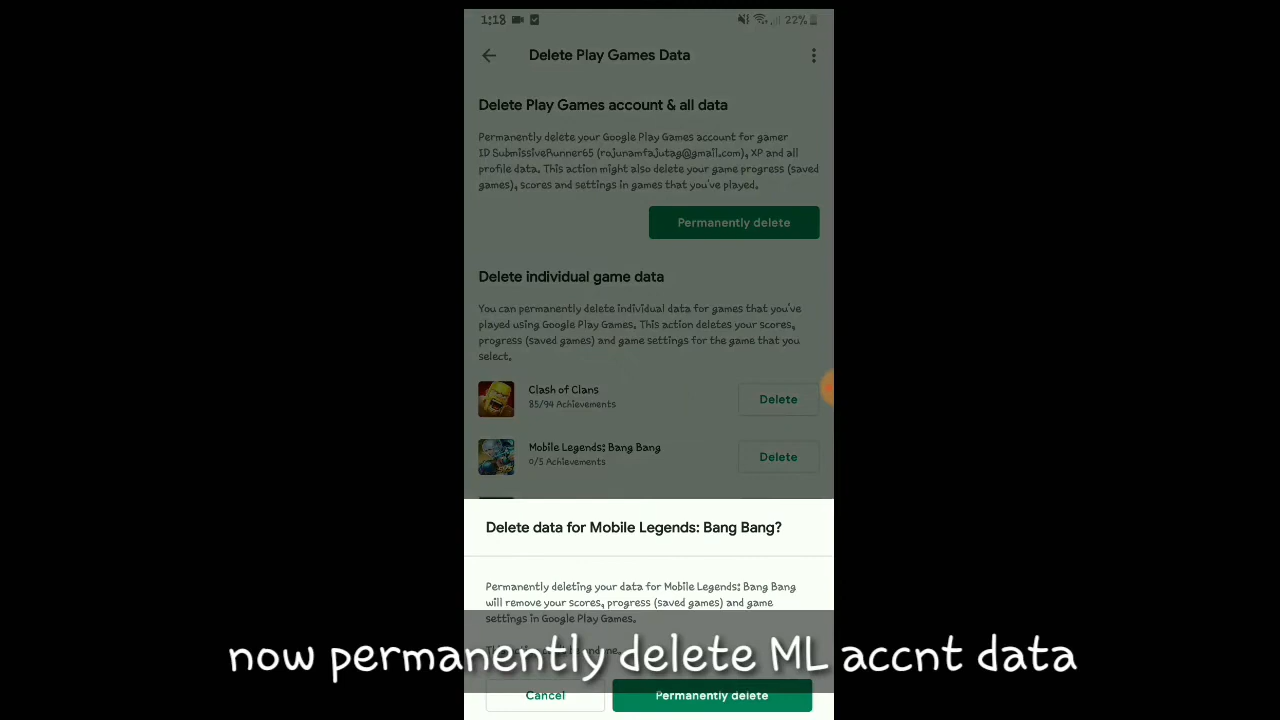 1:18
22%
Delete Play Games Data
Delete Play Games account & all data
Permanently delete your Google Play Games account for gamer
ID SubmissiveRunner65 (rojunamfajutag@gmail.com), XP and all
profile data. This action might also delete your game progress (saved
games), scores and settings in games that you've played.
Permanently delete
Delete individual game data
You can permanently delete individual data for games that you've
played using Google Play Games. This action deletes your scores,
progress (saved games) and game settings for the game that you
select.
Clash of Clans
85/94 Achievements
Delete
Mobile Legends: Bang Bang
0/5 Achievements
Delete
Delete data for Mobile Legends: Bang Bang?
Permanently deleting your data for Mobile Legends: Bang Bang
will remove your scores, progress (saved games) and game
settings in Google Play Games.
now permanently delete ML accnt data
Cancel
Permanently delete